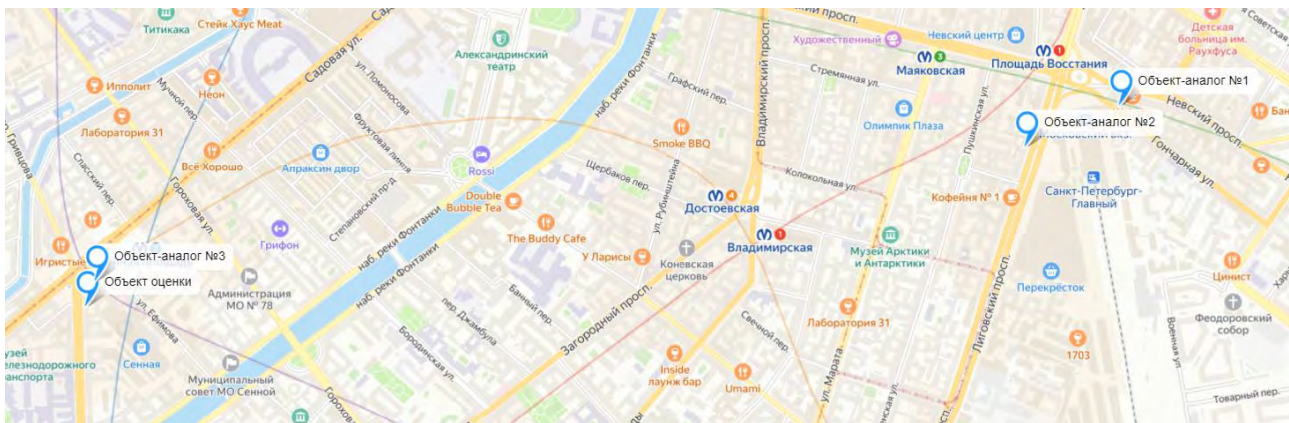 Титикака
Стейк Хаус Meat
Садовая ул.
Александринский
театр
наб. реки Фонтанки
Владимирский просп.
Невский центр
Детская
больница им.
Раухфуса
Художественный
Маяковская
Площадь Восстания
Стремянная ул.
Графский пер.
ул. Ломоносова
Мучной пер.
Ипполит
Неон
Объект-аналог №1
Невский просп.
Объект-аналог №2
Олимпик Плаза
Пушкинская ул.
Лаборатория 31
Фруктовая линия
Smoke BBQ
Гончарная ул.
Спасский пер.
Всё Хорошо
Апраксин двор
Rossi
Щербаков пер.
Колокольная ул.
Санкт-Петербург-
Главный
Гороховая ул.
Степановский пр-д
Double
Bubble Tea
ул. Рубинштейна
Достоевская
Кофейня № 1
The Buddy Cafe
Владимирская
Музей Арктики
и Антарктики
Грифон
наб. реки Фонтанки
У Ларисы
Коневская
церковь
Игристые
Объект-аналог №3
Объект оценки
Администрация
МО № 78
наб. реки Фонтанки
Банный пер.
Загородный просп.
Перекрёсток
Цинист
Феодоровский
собор
ул. Ефимова
пер. Джамбула
Свечной пер.
Лаборатория 31
Лиговский просп.
Военная ул.
Сенная
Бородинская ул.
1703
Муниципальный
совет МО Сенной
Inside
лаунж бар
Umami
ул. Марата
Товарный пер.